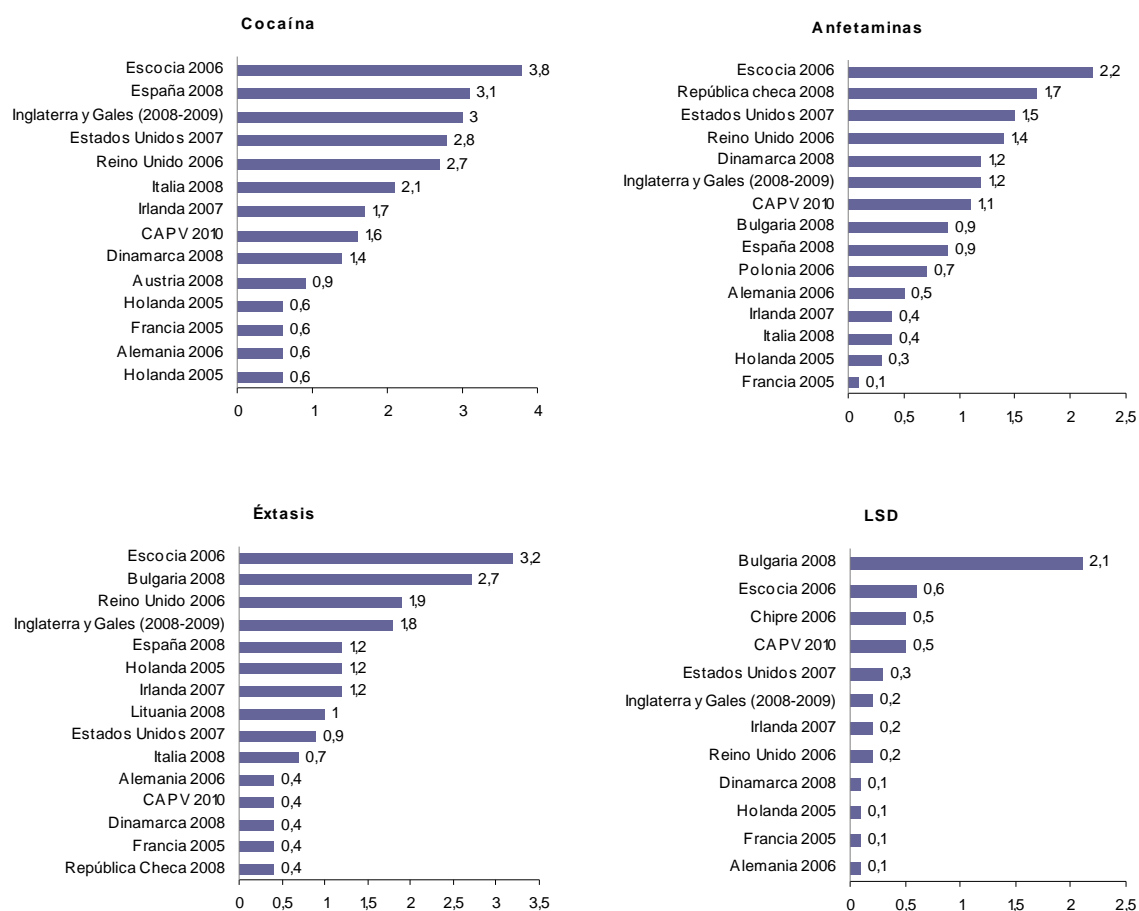 Cocaína
Escocia 2006 3,8
España 2008 3,1
Inglaterra y Gales (2008-2009) 3
Estados Unidos 2007 2,8
Reino Unido 2006 2,7
Italia 2008 2,1
Irlanda 2007 1,7
CAPV 2010 1,6
Dinamarca 2008 1,4
Austria 2008 0,9
Holanda 2005 0,6
Francia 2005 0,6
Alemania 2006 0,6
Holanda 2005 0,6
0 1 2 3 4
Anfetaminas
Escocia 2006 2,2
República checa 2008 1,7
Estados Unidos 2007 1,5
Reino Unido 2006 1,4
Dinamarca 2008 1,2
Inglaterra y Gales (2008-2009) 1,2
CAPV 2010 1,1
Bulgaria 2008 0,9
España 2008 0,9
Polonia 2006 0,7
Alemania 2006 0,5
Irlanda 2007 0,4
Italia 2008 0,4
Holanda 2005 0,3
Francia 2005 0,1
0 0,5 1 1,5 2 2,5
Éxtasis
Escocia 2006 3,2
Bulgaria 2008 2,7
Reino Unido 2006 1,9
Inglaterra y Gales (2008-2009) 1,8
España 2008 1,2
Holanda 2005 1,2
Irlanda 2007 1,2
Lituania 2008 1
Estados Unidos 2007 0,9
Italia 2008 0,7
Alemania 2006 0,4
CAPV 2010 0,4
Dinamarca 2008 0,4
Francia 2005 0,4
República Checa 2008 0,4
0 0,5 1 1,5 2 2,5 3 3,5
LSD
Bulgaria 2008 2,1
Escocia 2006 0,6
Chipre 2006 0,5
CAPV 2010 0,5
Estados Unidos 2007 0,3
Inglaterra y Gales (2008-2009) 0,2
Irlanda 2007 0,2
Reino Unido 2006 0,2
Dinamarca 2008 0,1
Holanda 2005 0,1
Francia 2005 0,1
Alemania 2006 0,1
0 0,5 1 1,5 2 2,5